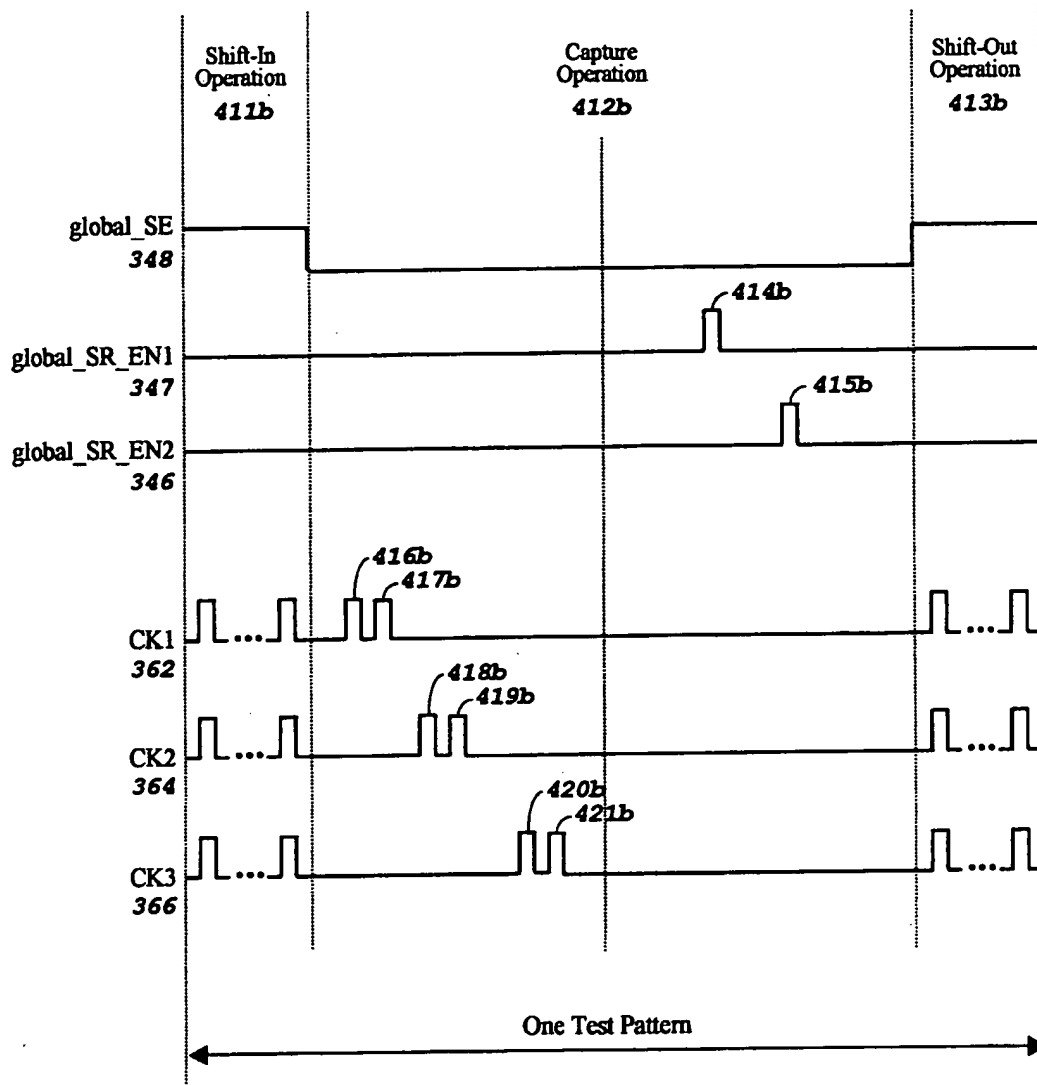 Shift-In
Operation
411b
Capture
Operation
412b
Shift-Out
Operation
413b
global_SE
348
414b
global_SR_EN1
347
415b
global_SR_EN2
346
416b
417b
CK1
362
418b
419b
CK2
364
420b
421b
CK3
366
One Test Pattern